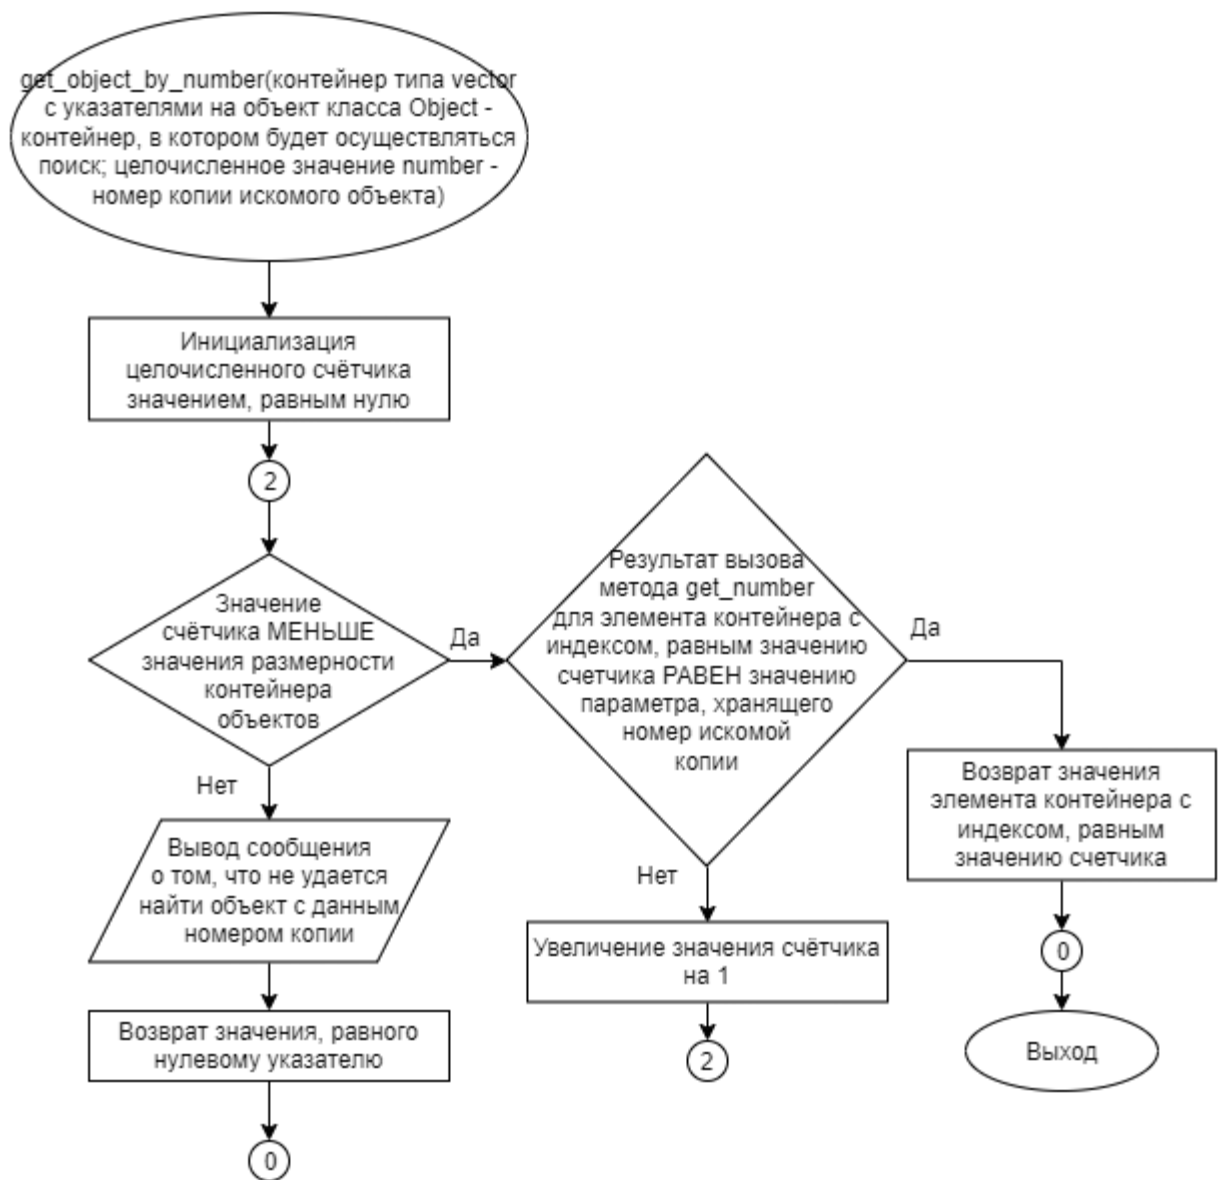 get_object_by_number(контейнер типа vector
с указателями на объект класса Object -
контейнер, в котором будет осуществляться
поиск; целочисленное значение number -
номер копии искомого объекта)
Инициализация
целочисленного счётчика
значением, равным нулю
2
Значение
счётчика МЕНЬШЕ
значения размерности
контейнера
объектов
Да
Результат вызова
метода get_number
для элемента контейнера с
индексом, равным значению
счетчика РАВЕН значению
параметра, хранящего
номер искомой
копии
Да
Нет
Вывод сообщения
о том, что не удается
найти объект с данным
номером копии
Возврат значения, равного
нулевому указателю
0
Нет
Увеличение значения счётчика
на 1
2
Возврат значения
элемента контейнера с
индексом, равным
значению счетчика
0
Выход